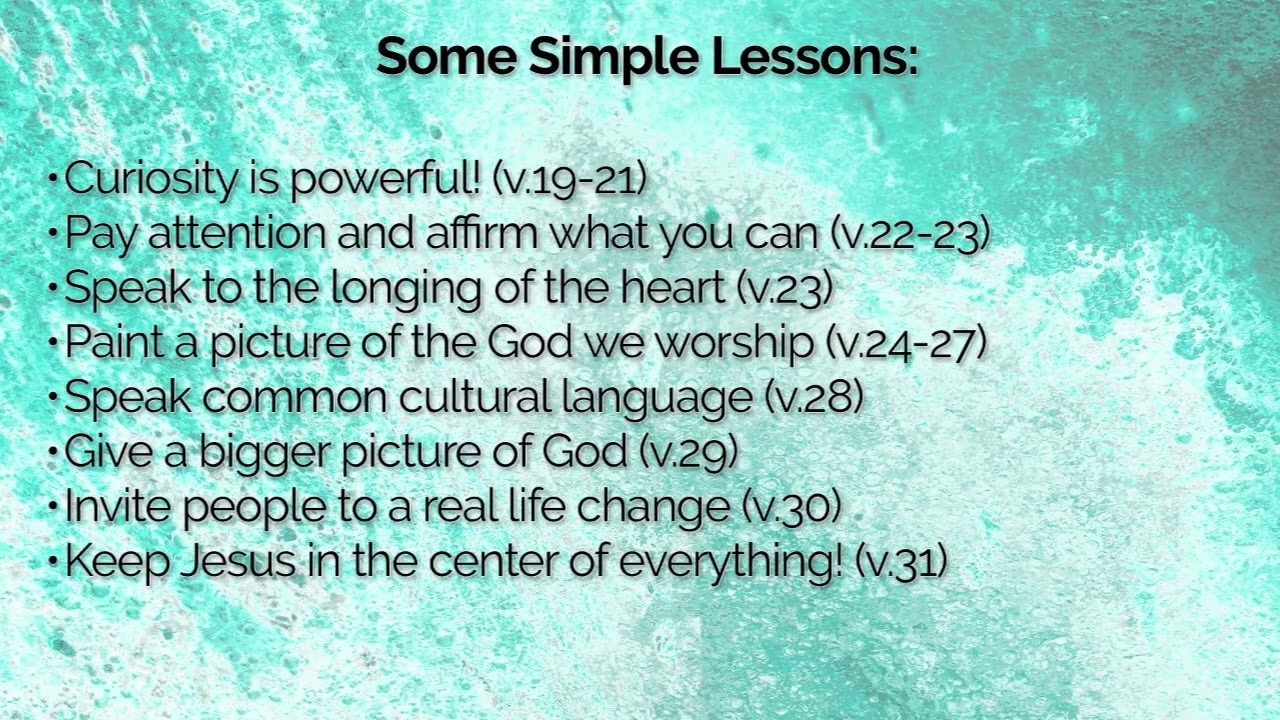 Some Simple Lessons:
•Curiosity is powerful! (v.19-21)
•Pay attention and affirm what you can (v.22-23)
•Speak to the longing of the heart (v.23)
•Paint a picture of the God we worship (v.24-27)
•Speak common cultural language (v.28)
•Give a bigger picture of God (v.29)
•Invite people to a real life change (v.30)
•Keep Jesus in the center of everything! (v.31)